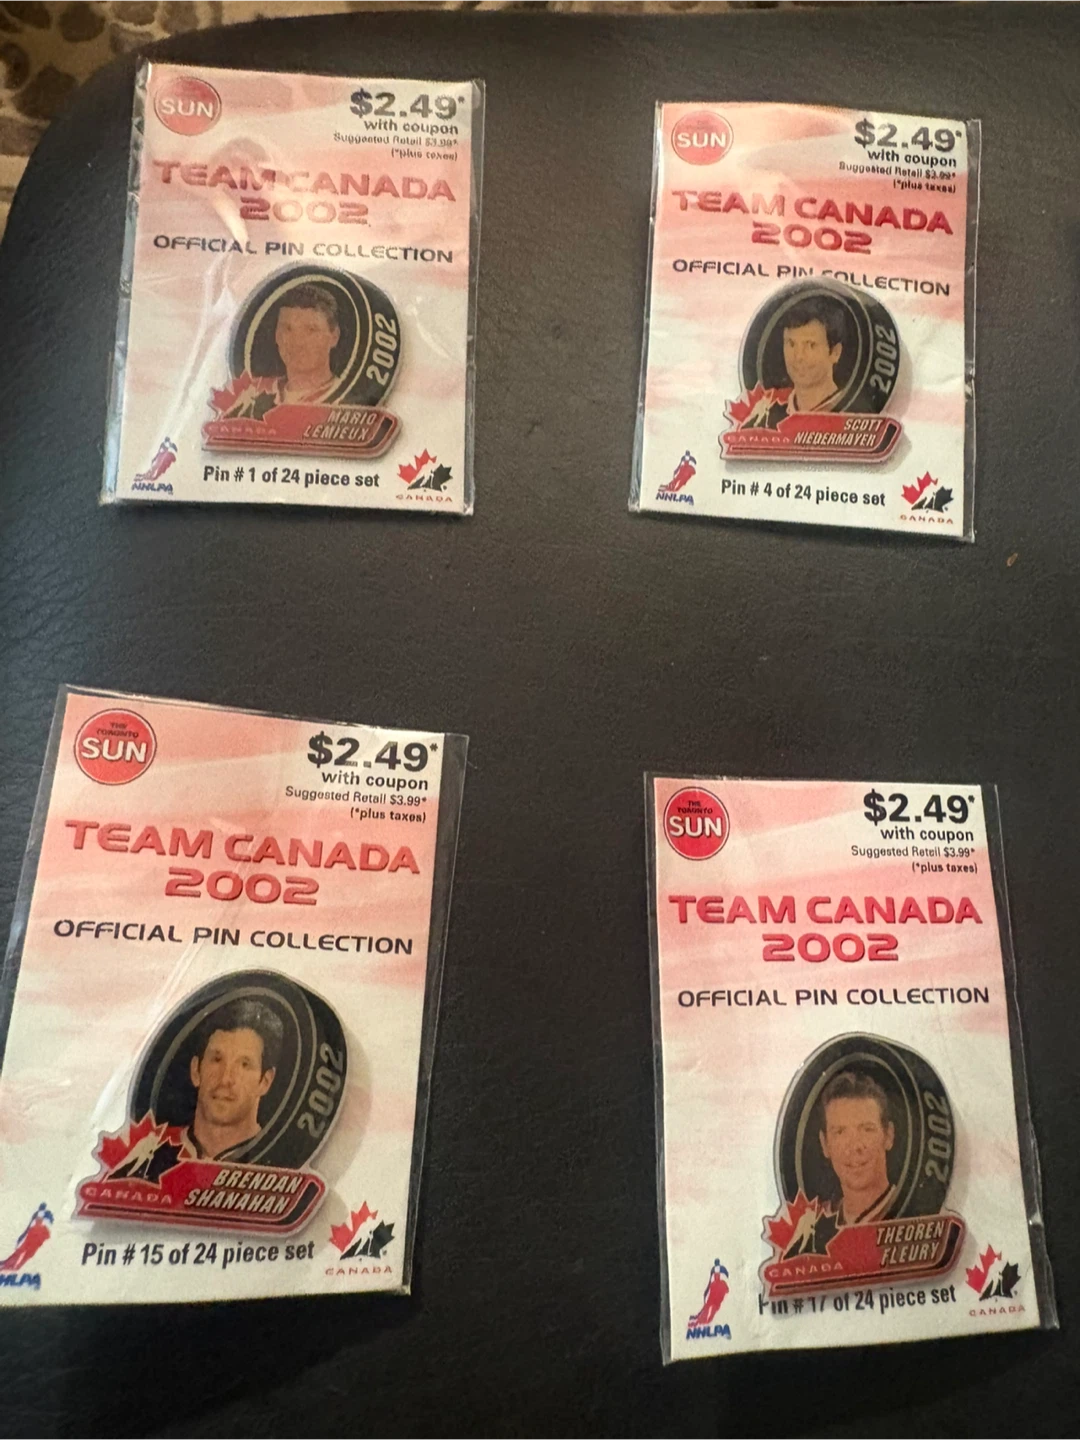 SUN
$2.49*
with coupon
Suggested Retail $3.99*
(*plus taxes)
TEAM CANADA
2002
OFFICIAL PIN COLLECTION
2002
MARIO
LEMIEUX
CANADA
NHLPA
Pin # 1 of 24 piece set
CANADA
SUN
$2.49*
with coupon
Suggested Retail $3.99*
(*plus taxes)
TEAM CANADA
2002
OFFICIAL PIN COLLECTION
2002
SCOTT
CANADA NIEDERMAYER
NHLPA
Pin # 4 of 24 piece set
CANADA
THE
TORONTO
SUN
$2.49*
with coupon
Suggested Retail $3.99*
(*plus taxes)
TEAM CANADA
2002
OFFICIAL PIN COLLECTION
2002
BRENDAN
CANADA SHANAHAN
HLPA
Pin # 15 of 24 piece set
CANADA
THE
TORONTO
SUN
$2.49*
with coupon
Suggested Retail $3.99*
(*plus taxes)
TEAM CANADA
2002
OFFICIAL PIN COLLECTION
2002
THEOREN
FLEURY
CANADA
NHLPA
Pin # 17 of 24 piece set
CANADA